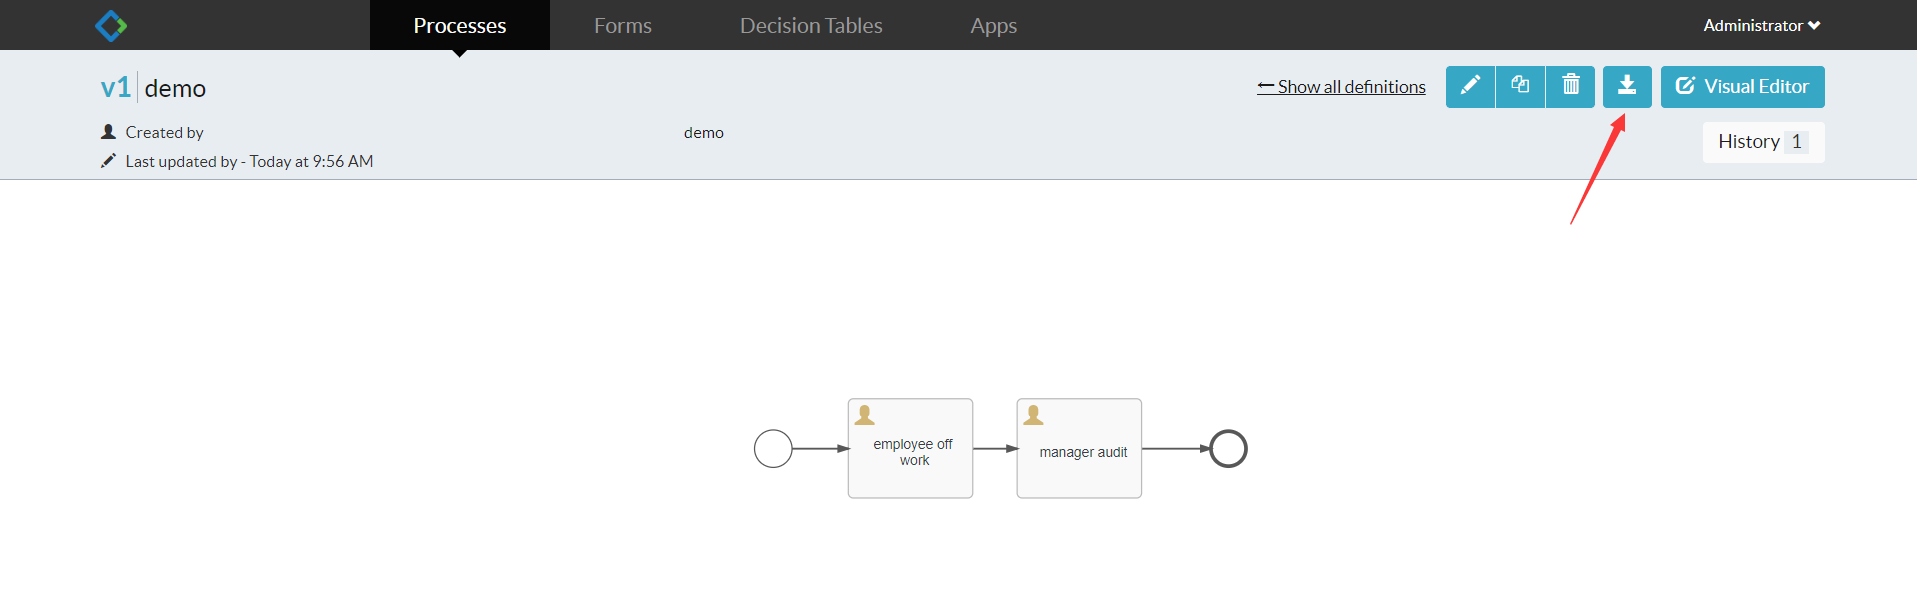 Processes Forms Decision Tables Apps Administrator
v1 demo
← Show all definitions
Visual Editor
Created by
demo
History 1
Last updated by - Today at 9:56 AM
employee off
work
manager audit